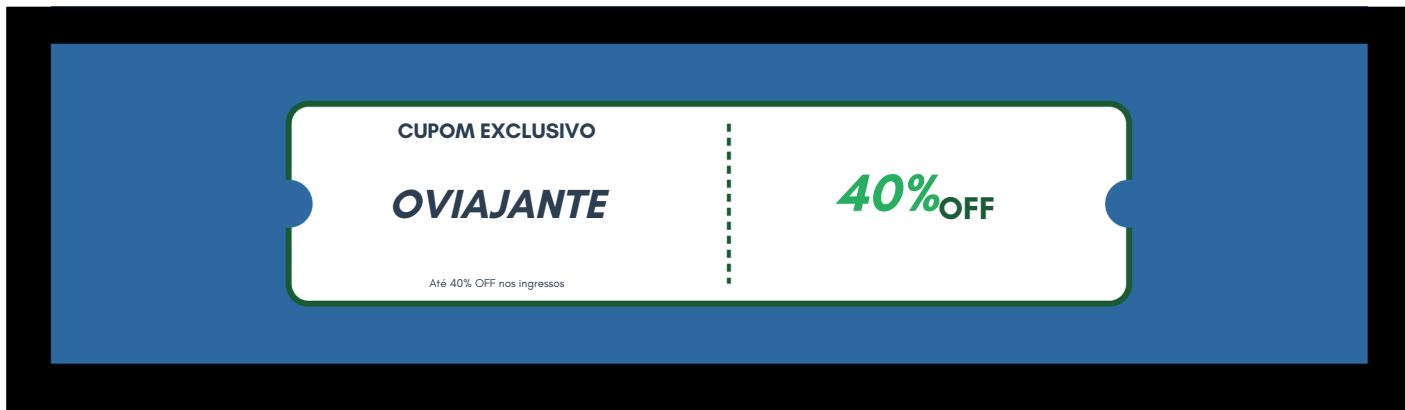 CUPOM EXCLUSIVO
OVIAJANTE
Até 40% OFF nos ingressos
40% OFF